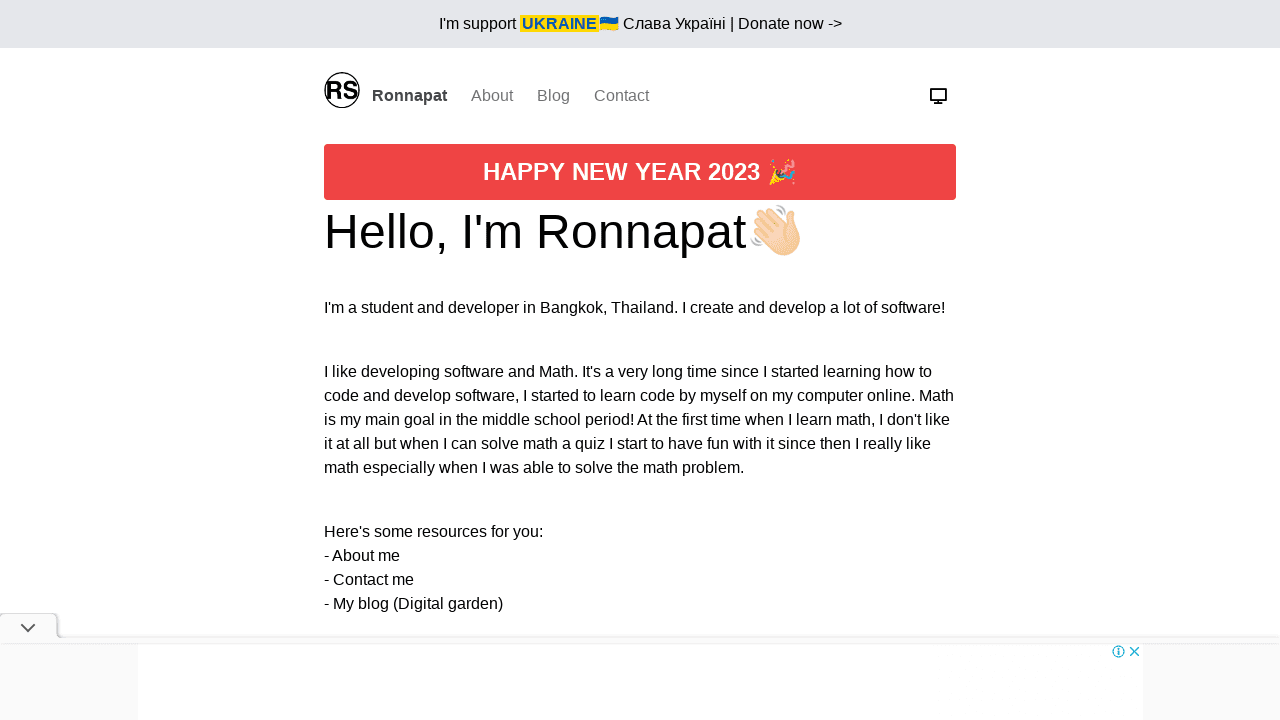 I'm support UKRAINE🇺🇦 Слава Україні | Donate now ->
RS Ronnapat About Blog Contact
HAPPY NEW YEAR 2023 🎉
Hello, I'm Ronnapat👋🏻
I'm a student and developer in Bangkok, Thailand. I create and develop a lot of software!
I like developing software and Math. It's a very long time since I started learning how to
code and develop software, I started to learn code by myself on my computer online. Math
is my main goal in the middle school period! At the first time when I learn math, I don't like
it at all but when I can solve math a quiz I start to have fun with it since then I really like
math especially when I was able to solve the math problem.
Here's some resources for you:
- About me
- Contact me
- My blog (Digital garden)